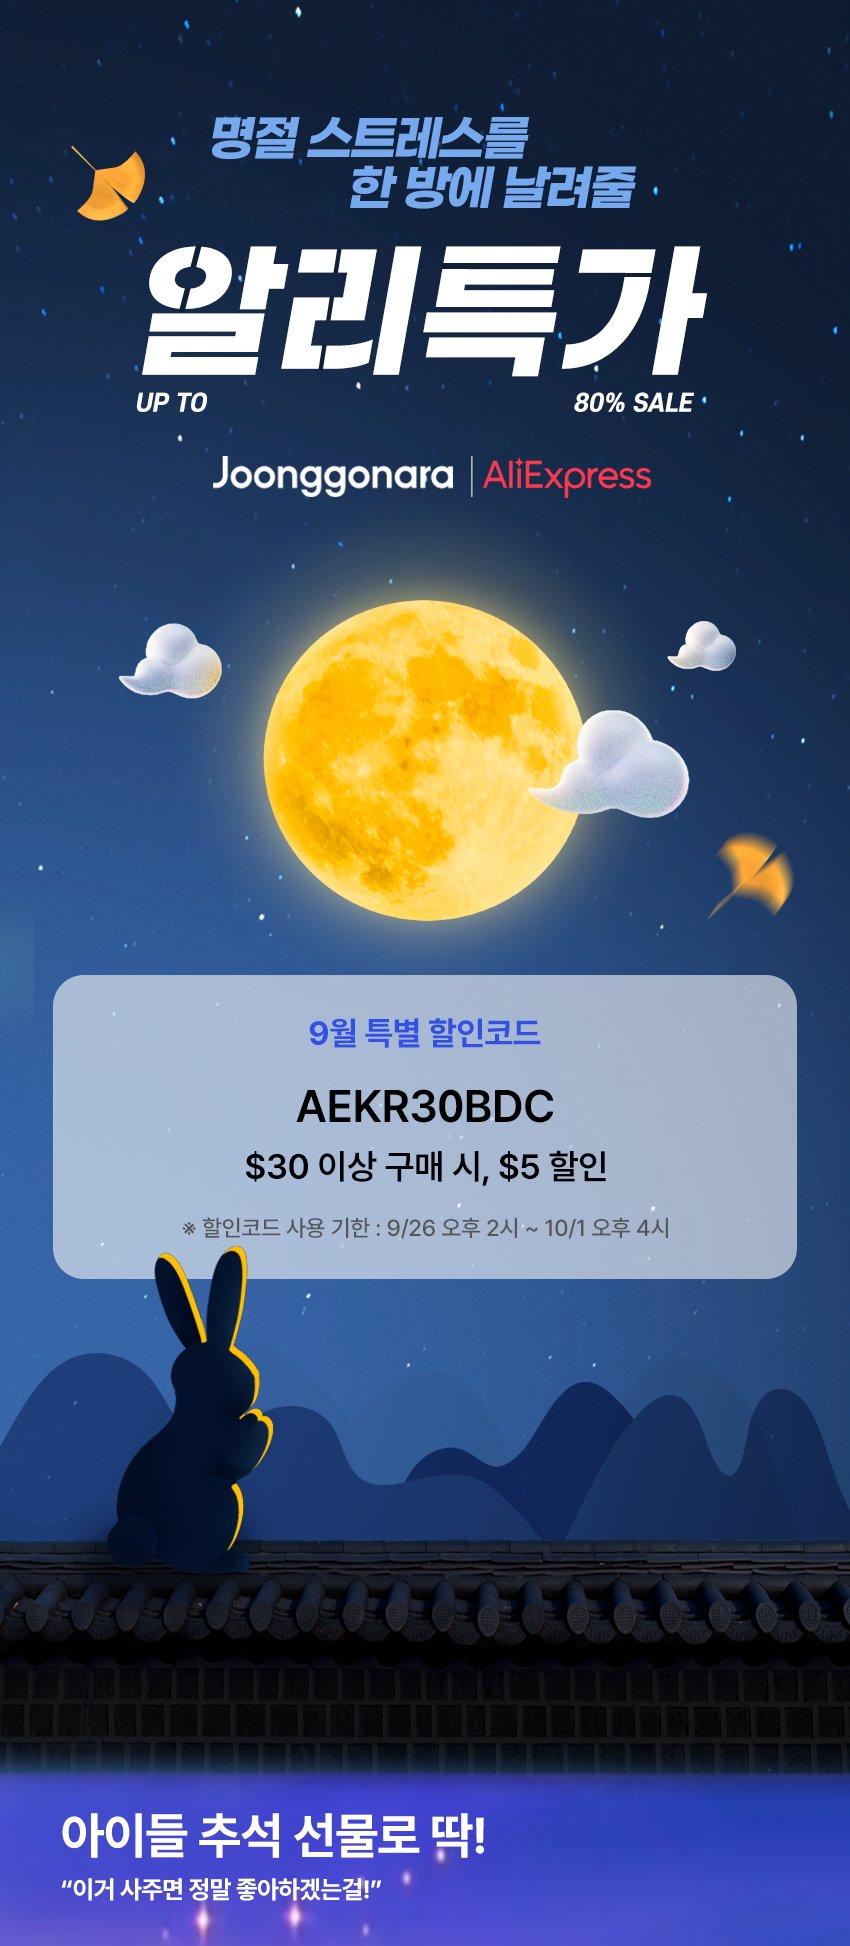 명절 스트레스를
한 방에 날려줄
알리특가
UP TO 80% SALE
Joonggonara | AliExpress
9월 특별 할인코드
AEKR30BDC
$30 이상 구매 시, $5 할인
※ 할인코드 사용 기한 : 9/26 오후 2시 ~ 10/1 오후 4시
아이들 추석 선물로 딱!
“이거 사주면 정말 좋아하겠는걸!”